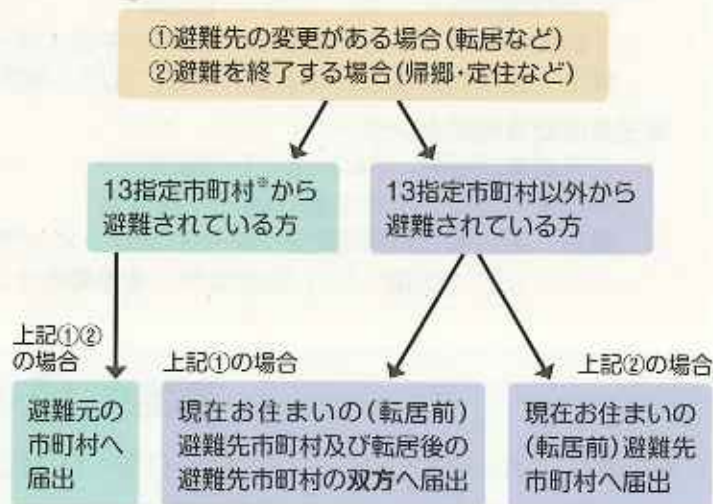 ①避難先の変更がある場合(転居など)
②避難を終了する場合(帰郷・定住など)
13指定市町村※から
避難されている方
13指定市町村以外から
避難されている方
上記①②
の場合
避難元の
市町村へ
届出
上記①の場合
現在お住まいの(転居前)
避難先市町村及び転居後の
避難先市町村の双方へ届出
上記②の場合
現在お住まいの
(転居前)避難先
市町村へ届出